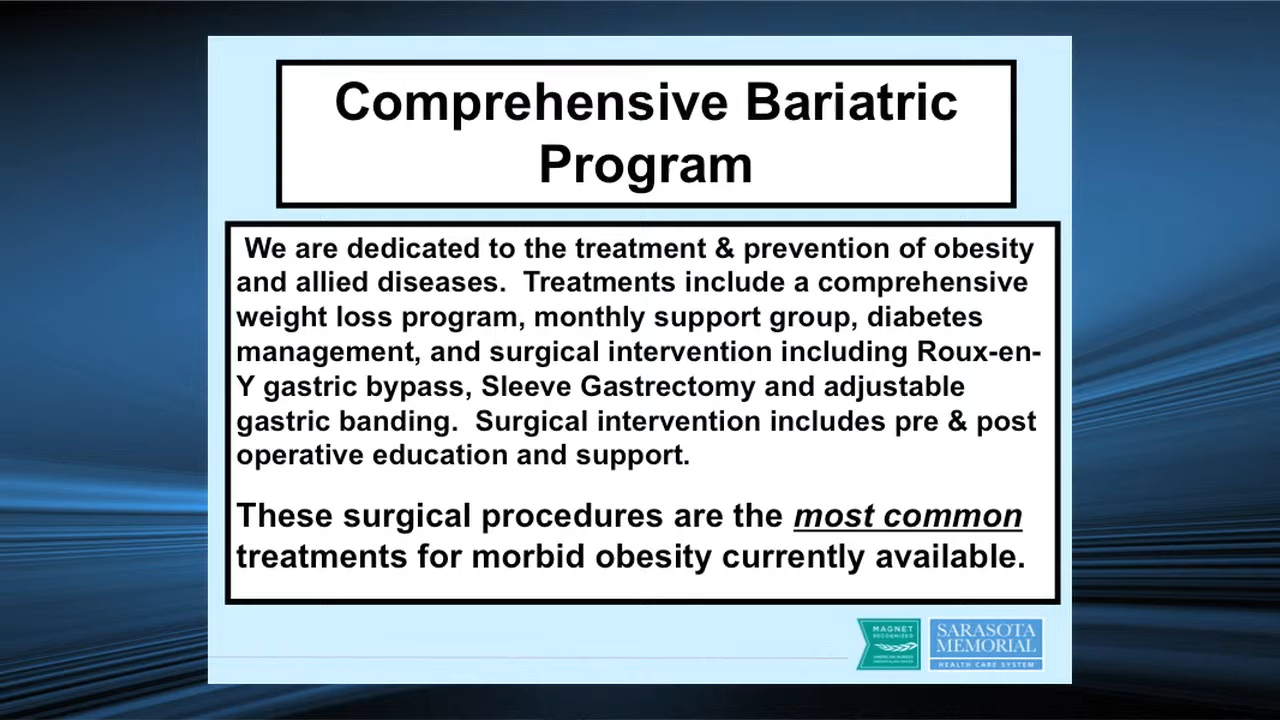 Comprehensive Bariatric
Program
We are dedicated to the treatment & prevention of obesity
and allied diseases.  Treatments include a comprehensive
weight loss program, monthly support group, diabetes
management, and surgical intervention including Roux-en-
Y gastric bypass, Sleeve Gastrectomy and adjustable
gastric banding.  Surgical intervention includes pre & post
operative education and support.
These surgical procedures are the most common
treatments for morbid obesity currently available.
MAGNET
RECOGNIZED
SARASOTA
MEMORIAL
HEALTH CARE SYSTEM